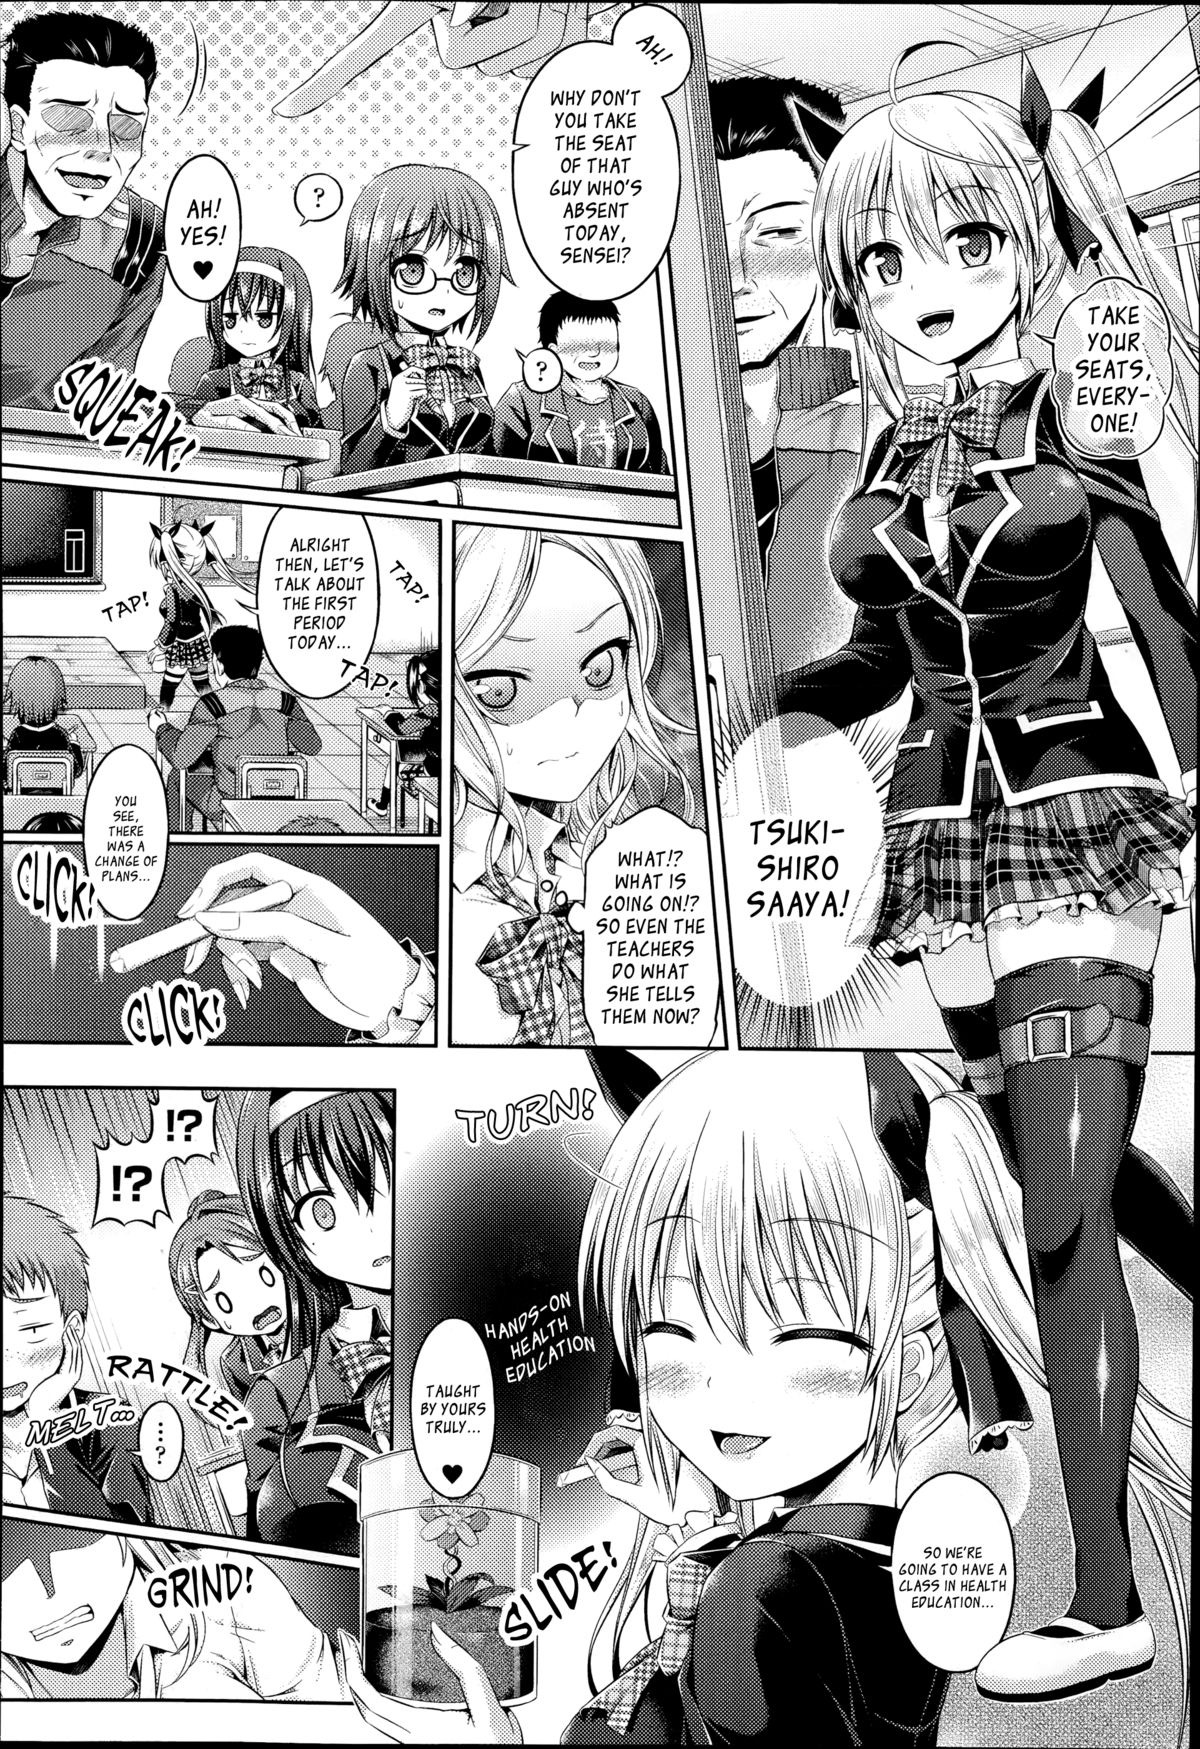 TAKE
YOUR
SEATS,
EVERY-
ONE!
TSUKI-
SHIRO
SAAYA!
AH!
WHY DON'T
YOU TAKE
THE SEAT
OF THAT
GUY WHO'S
ABSENT
TODAY,
SENSEI?
?
?
侍
AH!
YES!
♥
SQUEAK!
WHAT!?
WHAT IS
GOING ON!?
SO EVEN THE
TEACHERS
DO WHAT
SHE TELLS
THEM NOW?
ALRIGHT
THEN, LET'S
TALK ABOUT
THE FIRST
PERIOD
TODAY...
TAP!
TAP!
TAP!
YOU
SEE, THERE
WAS A
CHANGE OF
PLANS...
CLICK!
CLICK!
TURN!
SO WE'RE
GOING TO HAVE A
CLASS IN HEALTH
EDUCATION...
HANDS-ON
HEALTH
EDUCATION
TAUGHT
BY YOURS
TRULY...
♥
SLIDE!
!?
!?
RATTLE!
MELT...
....?
GRIND!